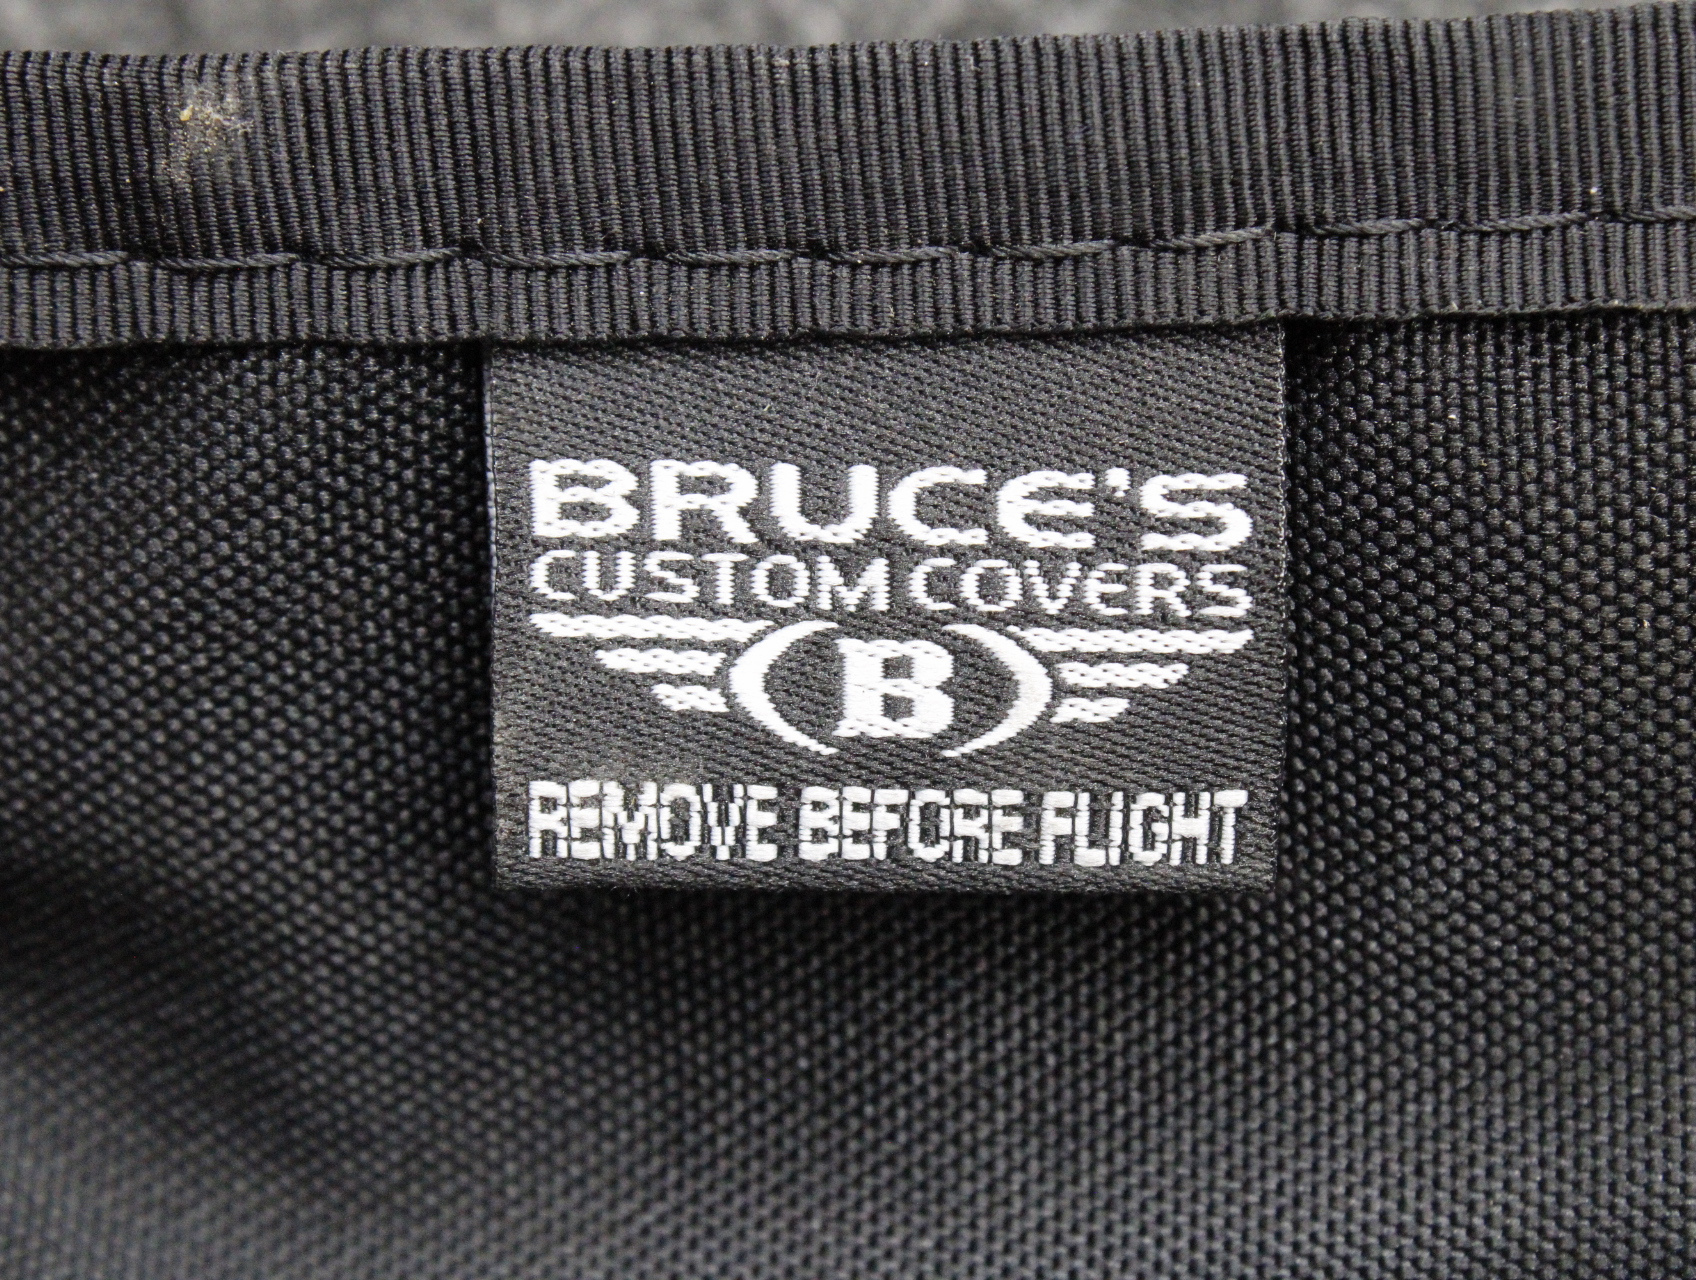 BRUCE'S
CUSTOM COVERS
(B)
REMOVE BEFORE FLIGHT